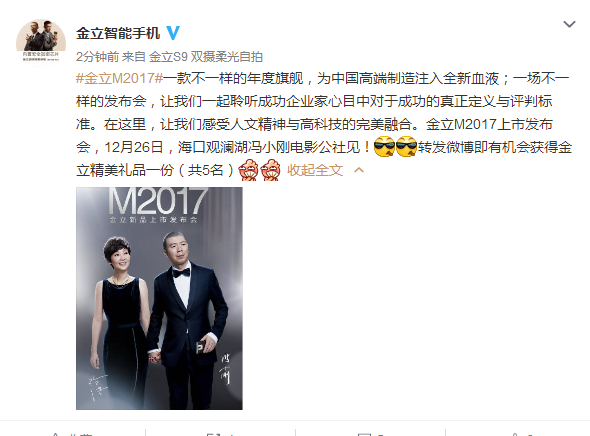 金立智能手机
2分钟前 来自 金立S9 双摄柔光自拍
#金立M2017#一款不一样的年度旗舰，为中国高端制造注入全新血液；一场不一
样的发布会，让我们一起聆听成功企业家心目中对于成功的真正定义与评判标
准。在这里，让我们感受人文精神与高科技的完美融合。金立M2017上市发布
会，12月26日，海口观澜湖冯小刚电影公社见！转发微博即有机会获得金
立精美礼品一份（共5名） 收起全文
M2017
金立新品上市发布会